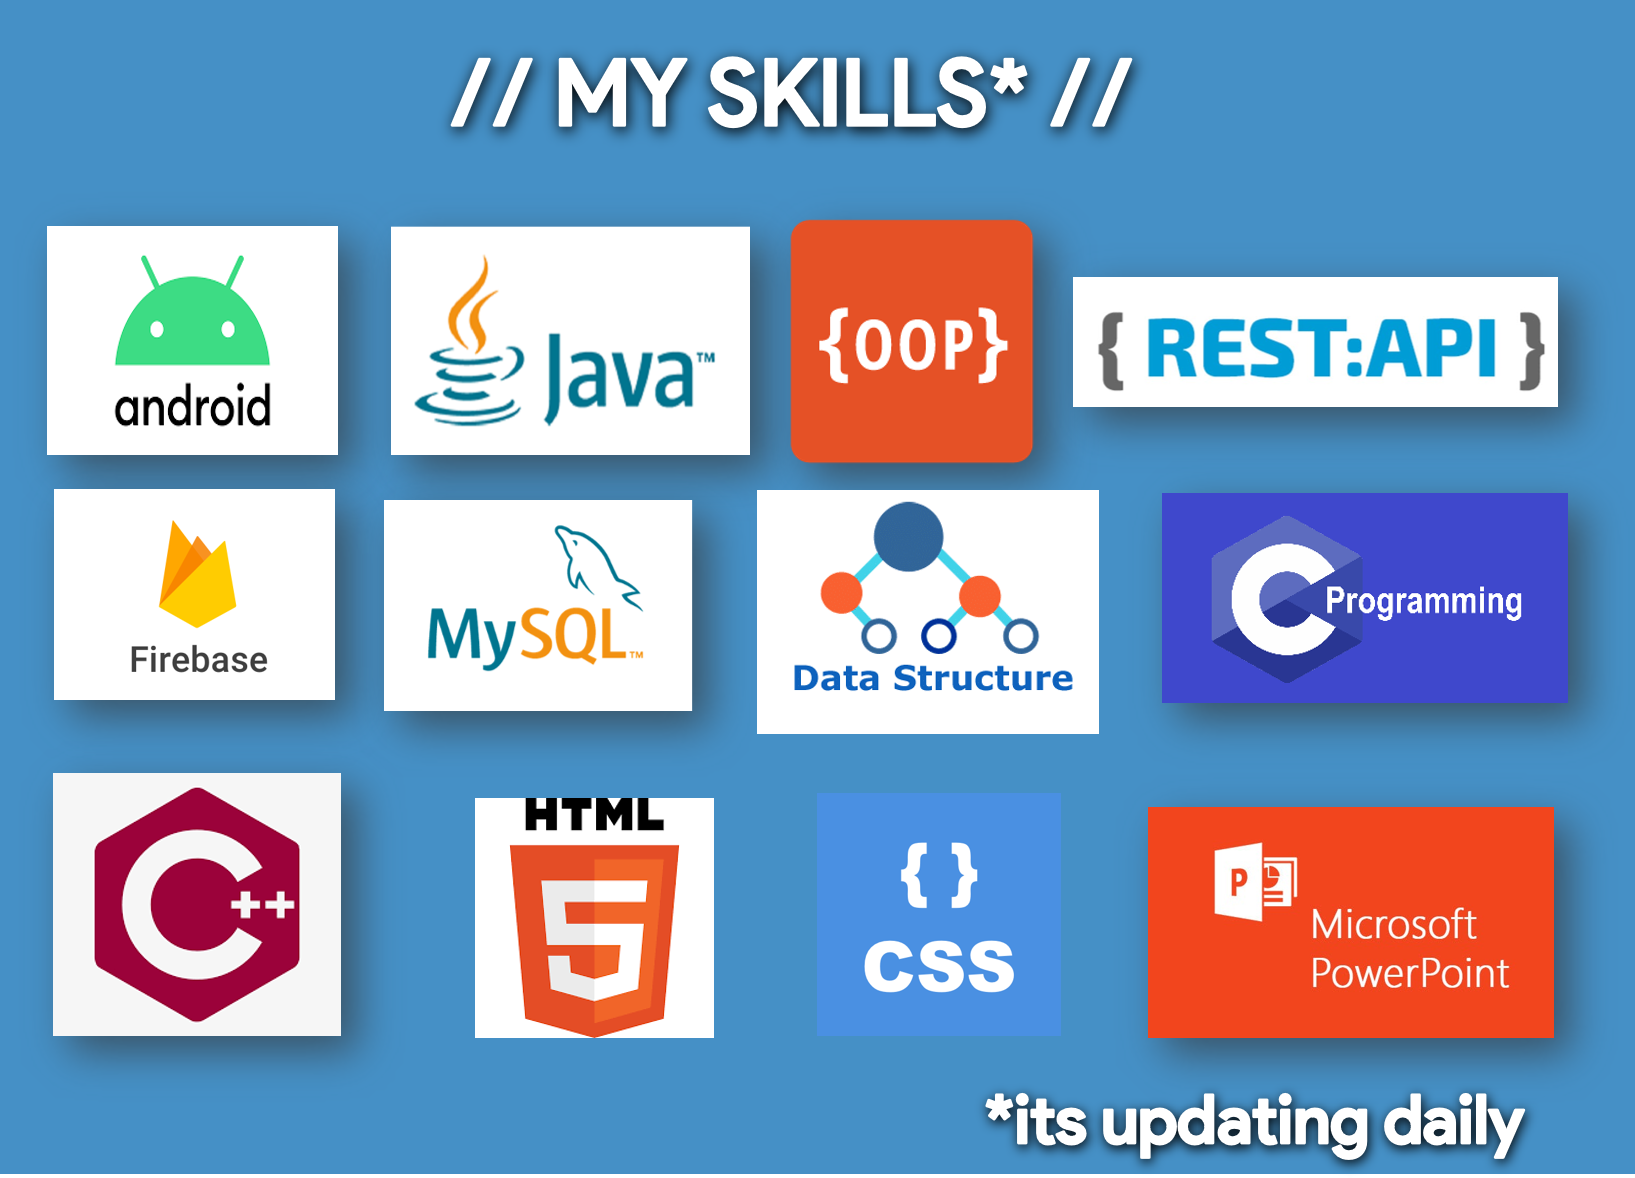 // MY SKILLS* //
android
Java™
{OOP}
{ REST:API }
Firebase
MySQL™
Data Structure
C Programming
C++
HTML
5
{ }
CSS
P
Microsoft
PowerPoint
*its updating daily